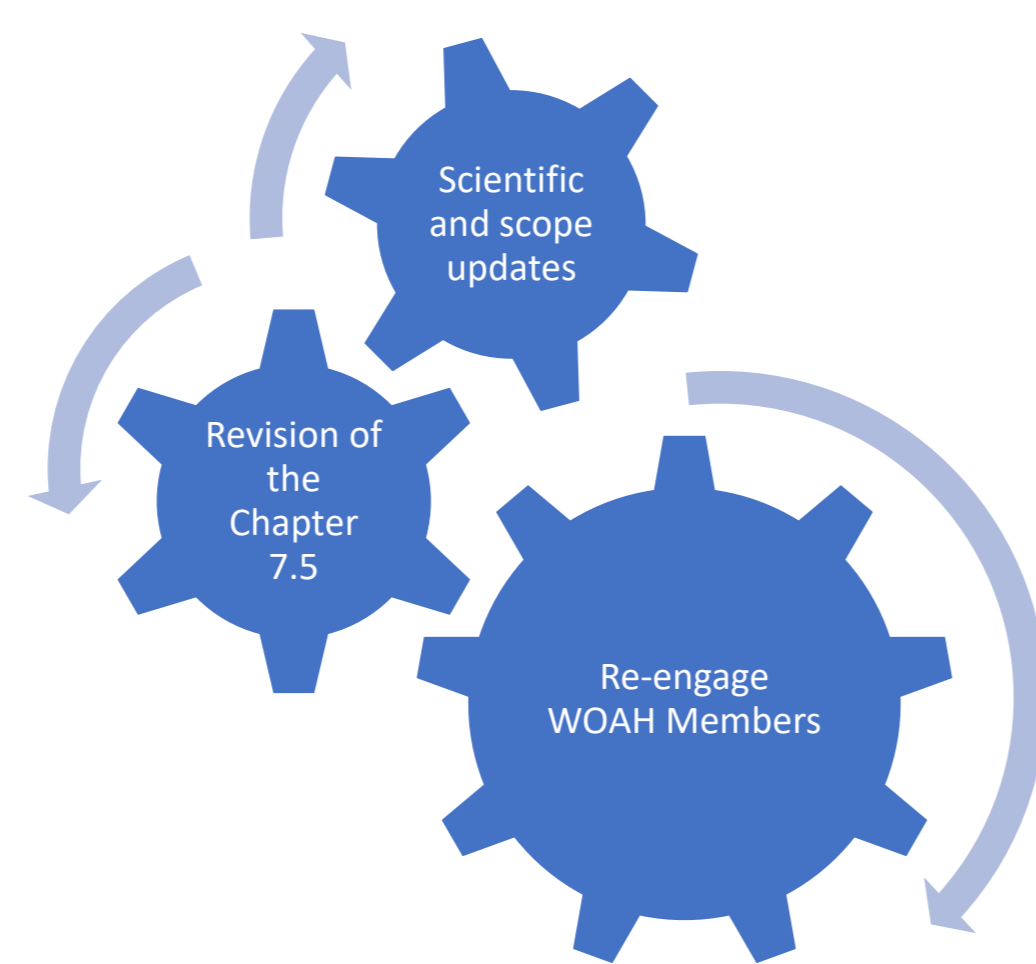 Scientific
and scope
updates
Revision of
the
Chapter
7.5
Re-engage
WOAH Members